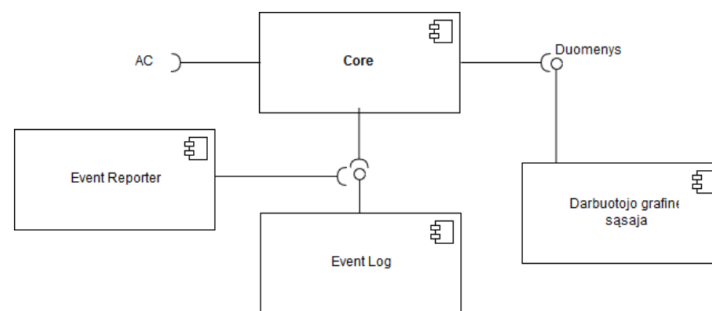 AC
Core
Duomenys
Event Reporter
Darbuotojo grafinė
sąsaja
Event Log